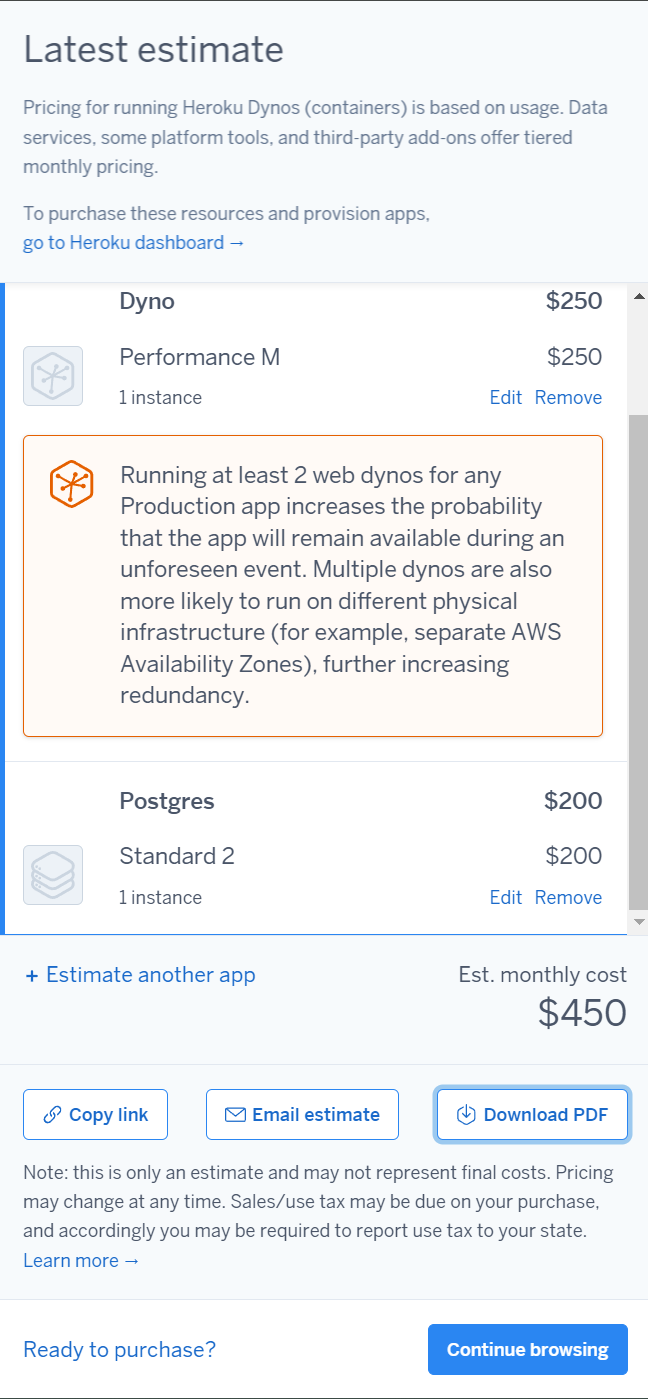 Latest estimate
Pricing for running Heroku Dynos (containers) is based on usage. Data
services, some platform tools, and third-party add-ons offer tiered
monthly pricing.
To purchase these resources and provision apps,
go to Heroku dashboard →
Dyno $250
Performance M $250
1 instance Edit Remove
Running at least 2 web dynos for any
Production app increases the probability
that the app will remain available during an
unforeseen event. Multiple dynos are also
more likely to run on different physical
infrastructure (for example, separate AWS
Availability Zones), further increasing
redundancy.
Postgres $200
Standard 2 $200
1 instance Edit Remove
+ Estimate another app Est. monthly cost
$450
Copy link Email estimate Download PDF
Note: this is only an estimate and may not represent final costs. Pricing
may change at any time. Sales/use tax may be due on your purchase,
and accordingly you may be required to report use tax to your state.
Learn more →
Ready to purchase? Continue browsing